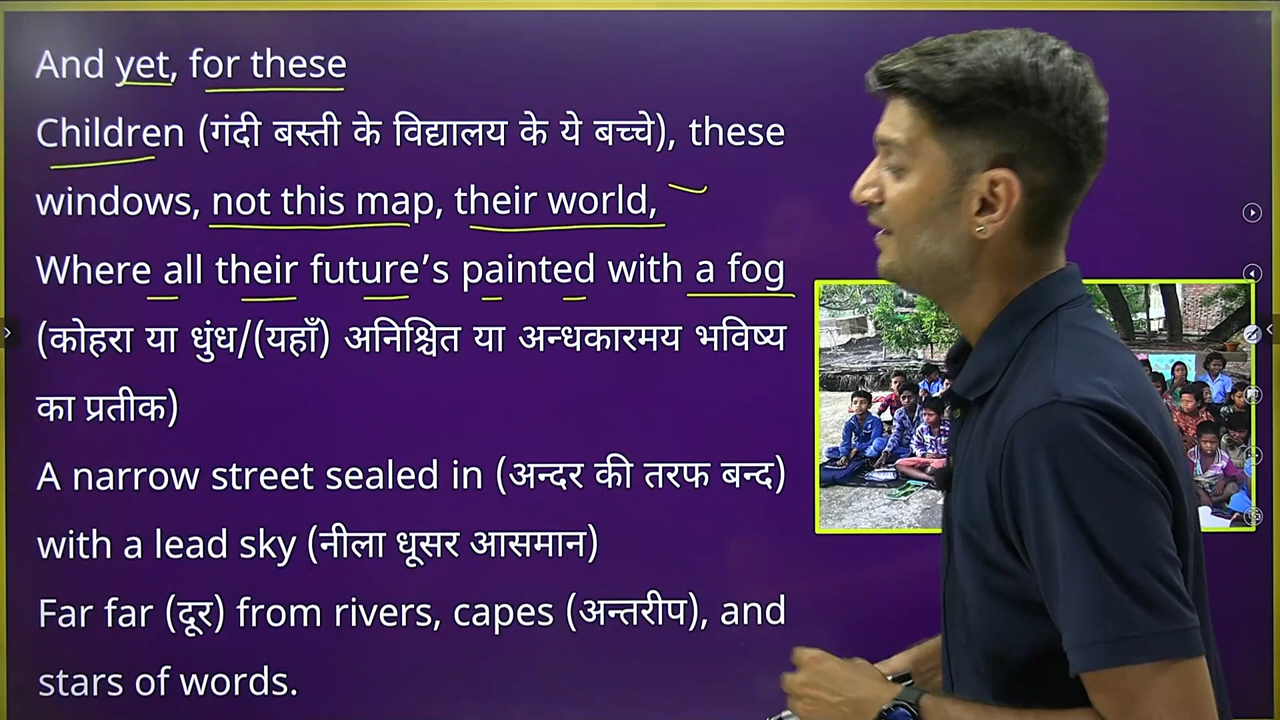 And yet, for these
Children (गंदी बस्ती के विद्यालय के ये बच्चे), these
windows, not this map, their world,
Where all their future’s painted with a fog
(कोहरा या धुंध/(यहाँ) अनिश्चित या अन्धकारमय भविष्य
का प्रतीक)
A narrow street sealed in (अन्दर की तरफ बन्द)
with a lead sky (नीला धूसर आसमान)
Far far (दूर) from rivers, capes (अन्तरीप), and
stars of words.